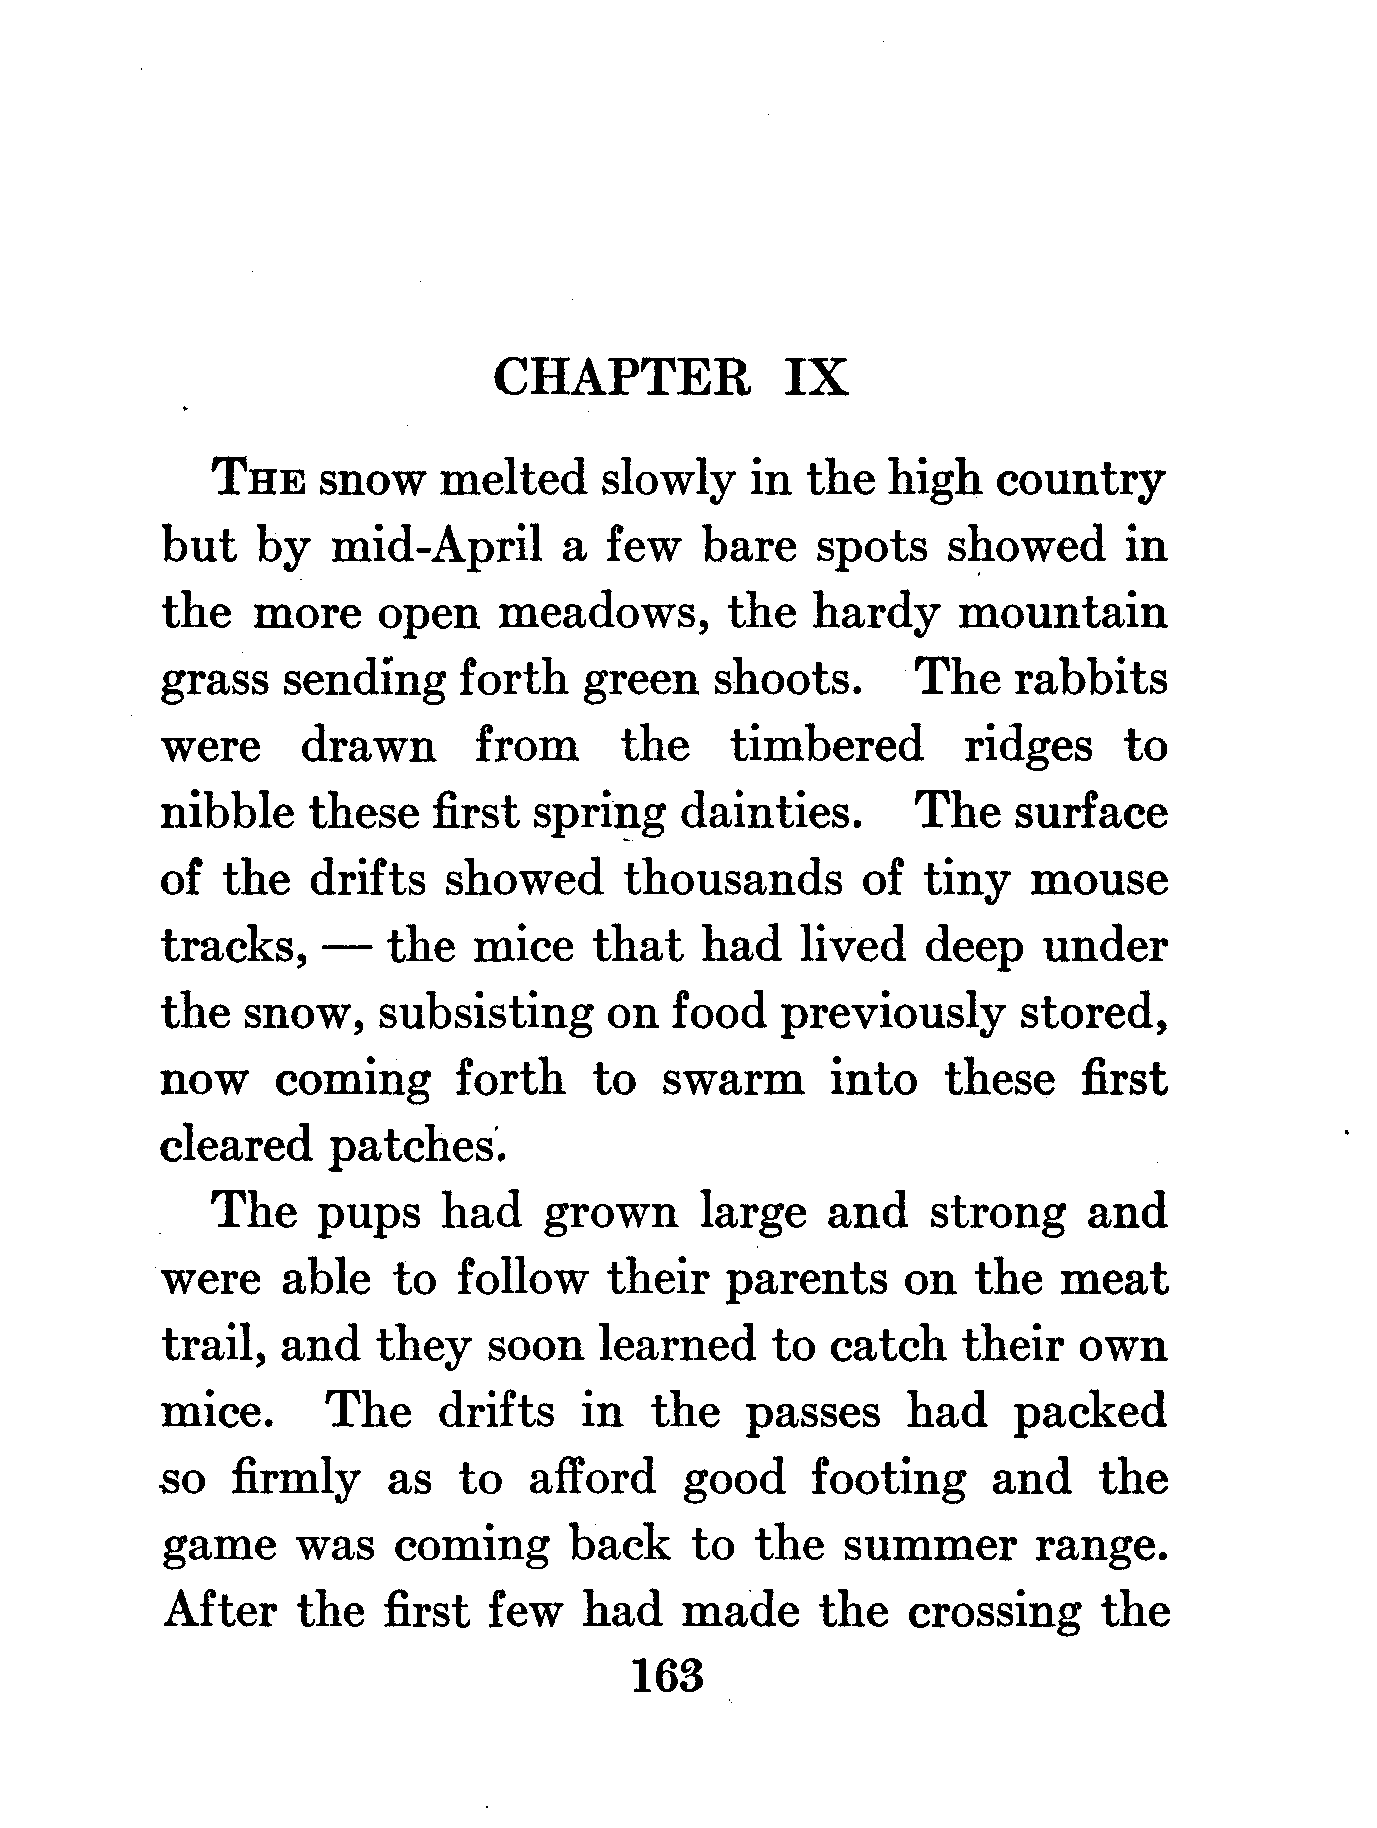 CHAPTER IX
The snow melted slowly in the high country
but by mid-April a few bare spots showed in
the more open meadows, the hardy mountain
grass sending forth green shoots. The rabbits
were drawn from the timbered ridges to
nibble these first spring dainties. The surface
of the drifts showed thousands of tiny mouse
tracks, — the mice that had lived deep under
the snow, subsisting on food previously stored,
now coming forth to swarm into these first
cleared patches.
The pups had grown large and strong and
were able to follow their parents on the meat
trail, and they soon learned to catch their own
mice. The drifts in the passes had packed
so firmly as to afford good footing and the
game was coming back to the summer range.
After the first few had made the crossing the
163